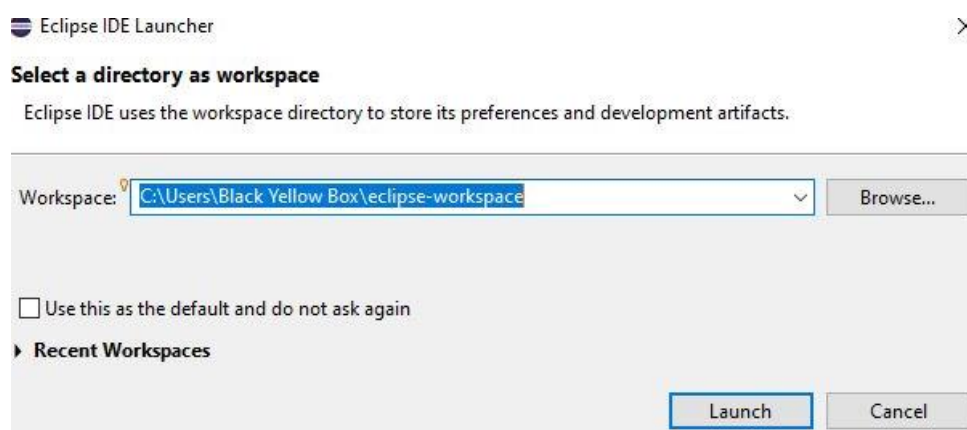 Eclipse IDE Launcher
Select a directory as workspace
Eclipse IDE uses the workspace directory to store its preferences and development artifacts.
Workspace: C:\Users\Black Yellow Box\eclipse-workspace Browse...
Use this as the default and do not ask again
Recent Workspaces
Launch Cancel